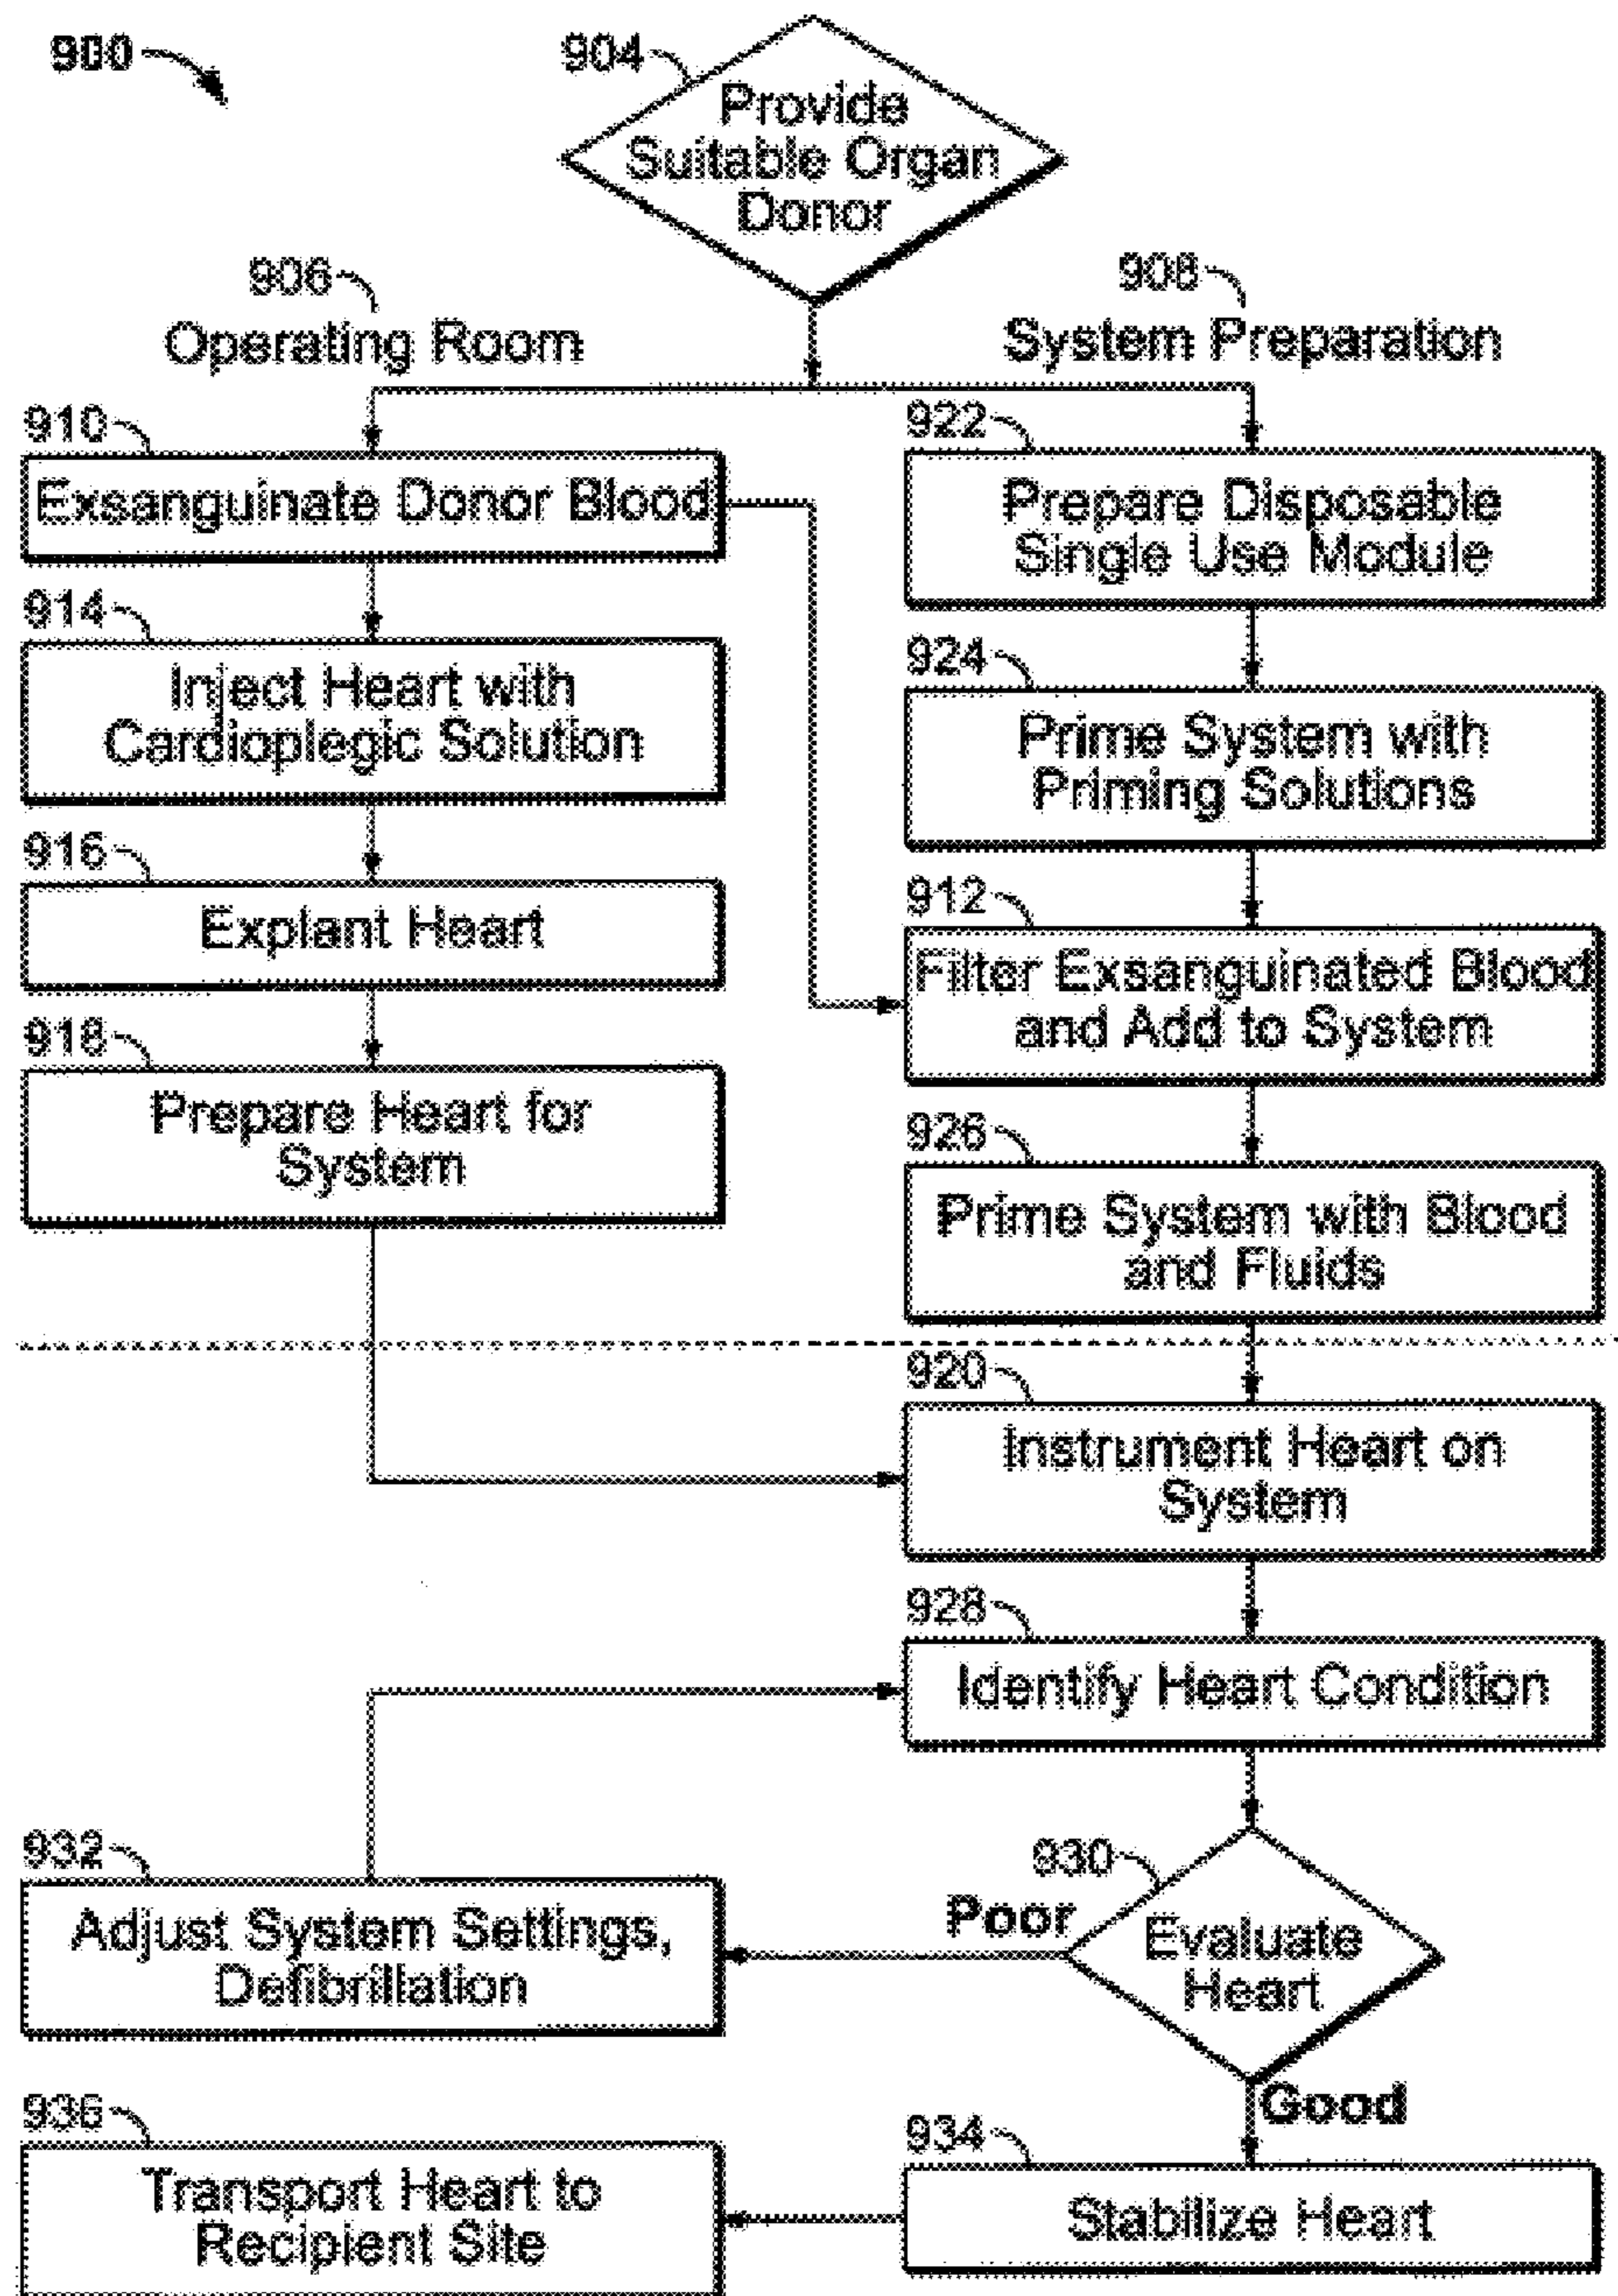 900
904
Provide
Suitable Organ
Donor
906
Operating Room
908
System Preparation
910
Exsanguinate Donor Blood
914
Inject Heart with
Cardioplegic Solution
916
Explant Heart
918
Prepare Heart for
System
922
Prepare Disposable
Single Use Module
924
Prime System with
Priming Solutions
912
Filter Exsanguinated Blood
and Add to System
926
Prime System with Blood
and Fluids
920
Instrument Heart on
System
928
Identify Heart Condition
930
Evaluate
Heart
Poor
932
Adjust System Settings,
Defibrillation
Good
934
Stabilize Heart
936
Transport Heart to
Recipient Site